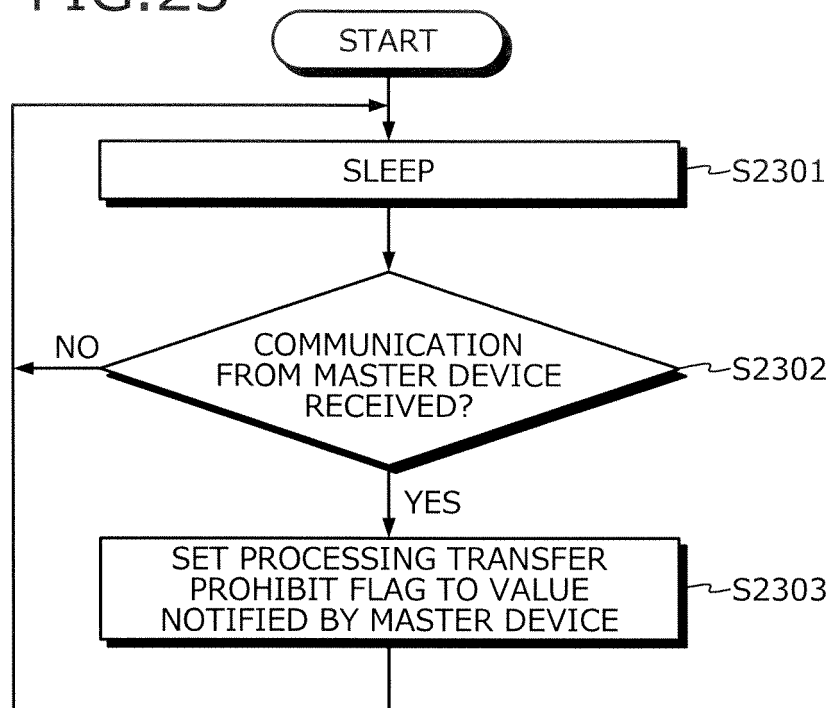 FIG.23
START
SLEEP
S2301
NO
COMMUNICATION
FROM MASTER DEVICE
RECEIVED?
S2302
YES
SET PROCESSING TRANSFER
PROHIBIT FLAG TO VALUE
NOTIFIED BY MASTER DEVICE
S2303